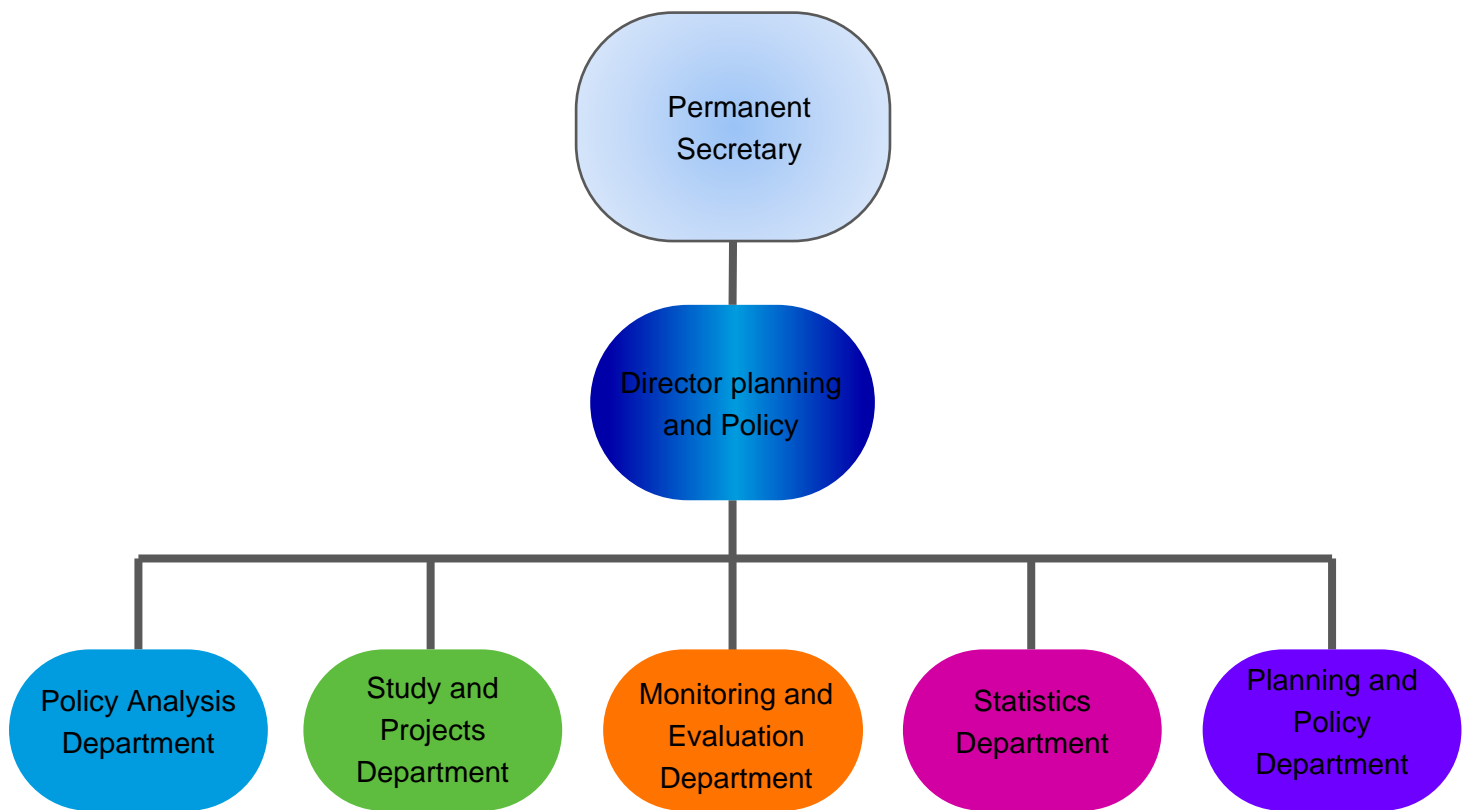 Permanent
Secretary
Director planning
and Policy
Policy Analysis
Department
Study and
Projects
Department
Monitoring and
Evaluation
Department
Statistics
Department
Planning and
Policy
Department